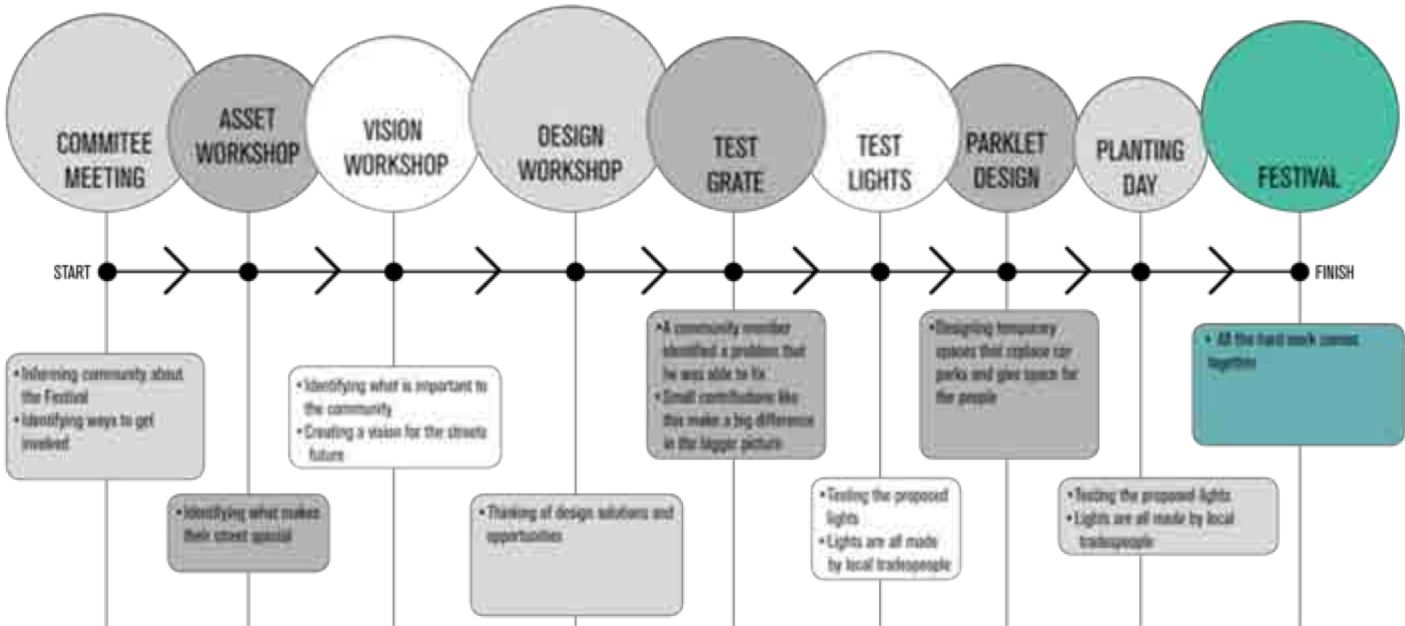 COMMITEE
MEETING
ASSET
WORKSHOP
VISION
WORKSHOP
DESIGN
WORKSHOP
TEST
GRATE
TEST
LIGHTS
PARKLET
DESIGN
PLANTING
DAY
FESTIVAL
START
FINISH
• Informing community about
the Festival
• Identifying ways to get
involved
• Identifying what makes
their street special
• Identifying what is important to
the community
• Creating a vision for the streets
future
• Thinking of design solutions and
opportunities
• A community member
identified a problem that
he was able to fix
• Small contributions like
this make a big difference
in the bigger picture
• Testing the proposed
lights
• Lights are all made
by local tradespeople
• Designing temporary
spaces that replace car
parks and give space for
the people
• Testing the proposed lights
• Lights are all made by local
tradespeople
• All the hard work comes
together